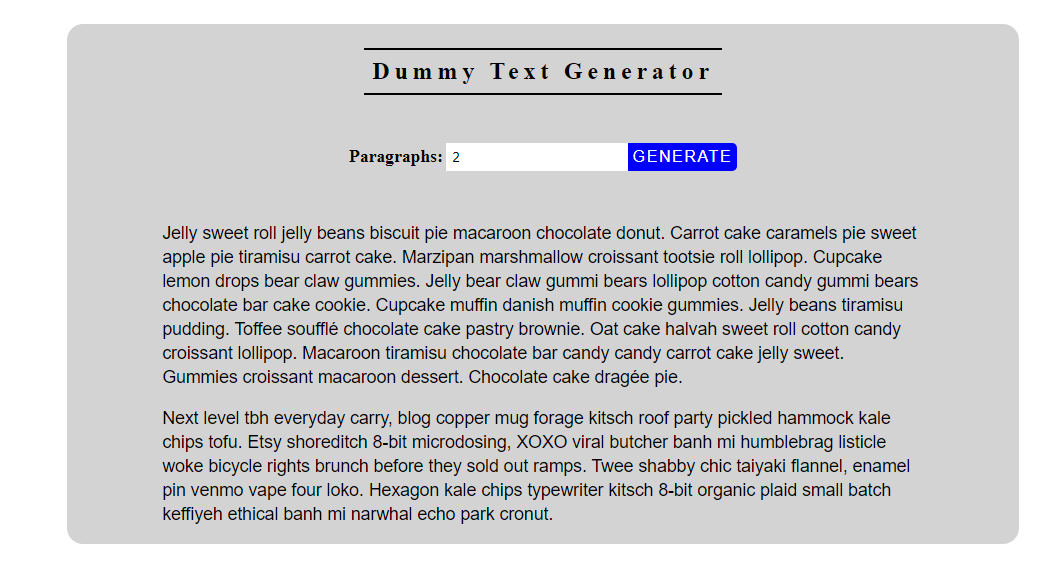 Dummy Text Generator
Paragraphs: 2 GENERATE
Jelly sweet roll jelly beans biscuit pie macaroon chocolate donut. Carrot cake caramels pie sweet
apple pie tiramisu carrot cake. Marzipan marshmallow croissant tootsie roll lollipop. Cupcake
lemon drops bear claw gummies. Jelly bear claw gummi bears lollipop cotton candy gummi bears
chocolate bar cake cookie. Cupcake muffin danish muffin cookie gummies. Jelly beans tiramisu
pudding. Toffee soufflé chocolate cake pastry brownie. Oat cake halvah sweet roll cotton candy
croissant lollipop. Macaroon tiramisu chocolate bar candy candy carrot cake jelly sweet.
Gummies croissant macaroon dessert. Chocolate cake dragée pie.
Next level tbh everyday carry, blog copper mug forage kitsch roof party pickled hammock kale
chips tofu. Etsy shoreditch 8-bit microdosing, XOXO viral butcher banh mi humblebrag listicle
woke bicycle rights brunch before they sold out ramps. Twee shabby chic taiyaki flannel, enamel
pin venmo vape four loko. Hexagon kale chips typewriter kitsch 8-bit organic plaid small batch
keffiyeh ethical banh mi narwhal echo park cronut.